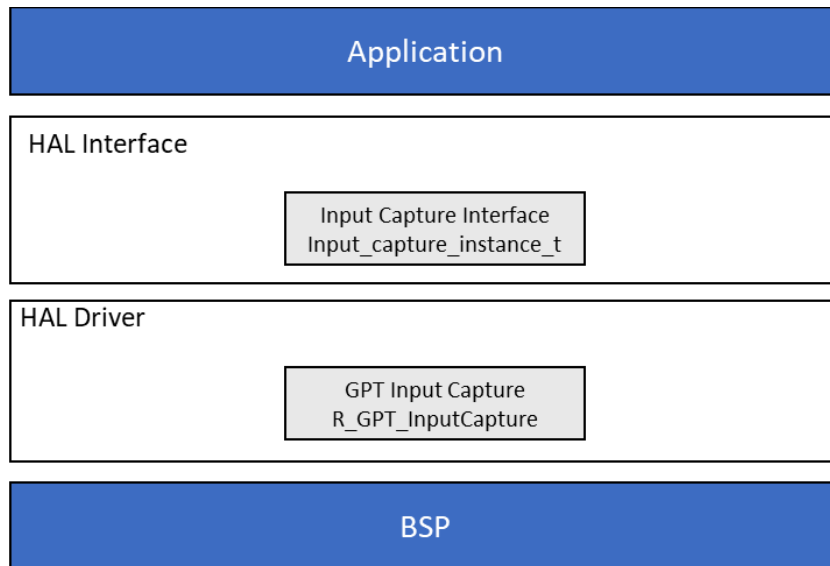 Application
HAL Interface
Input Capture Interface
Input_capture_instance_t
HAL Driver
GPT Input Capture
R_GPT_InputCapture
BSP